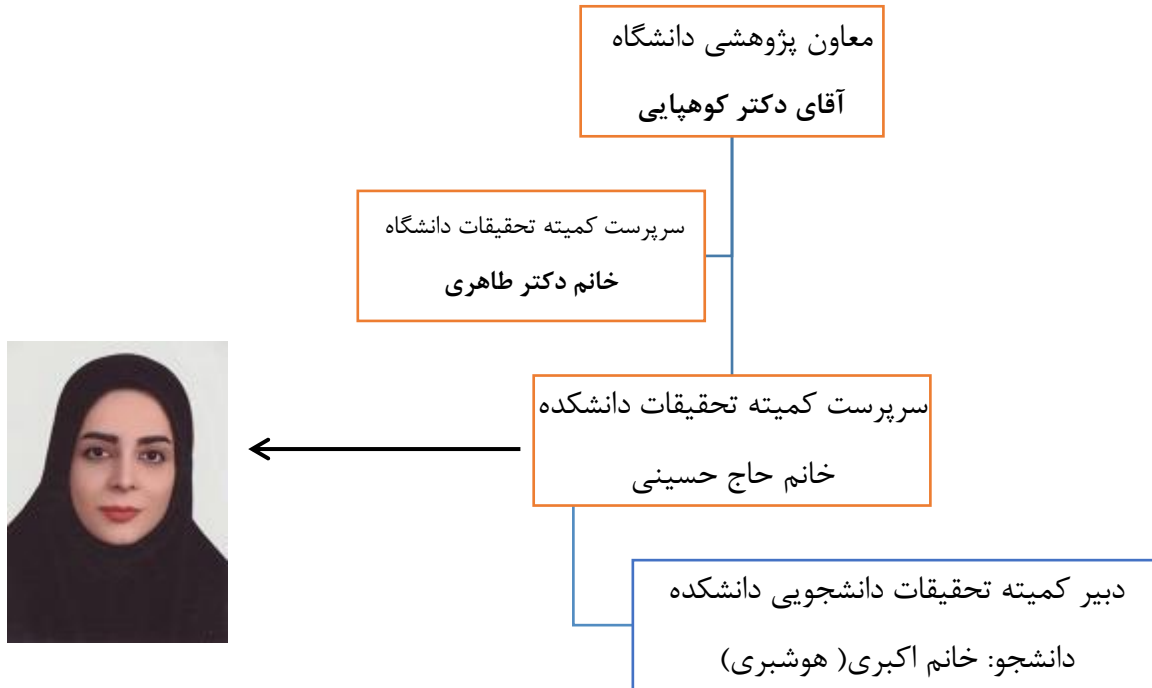 معاون پژوهشی دانشگاه
آقای دکتر کوهپایی
سرپرست کمیته تحقیقات دانشگاه
خانم دکتر طاهری
سرپرست کمیته تحقیقات دانشکده
خانم حاج حسینی
دبیر کمیته تحقیقات دانشجویی دانشکده
دانشجو: خانم اکبری( هوشبری)